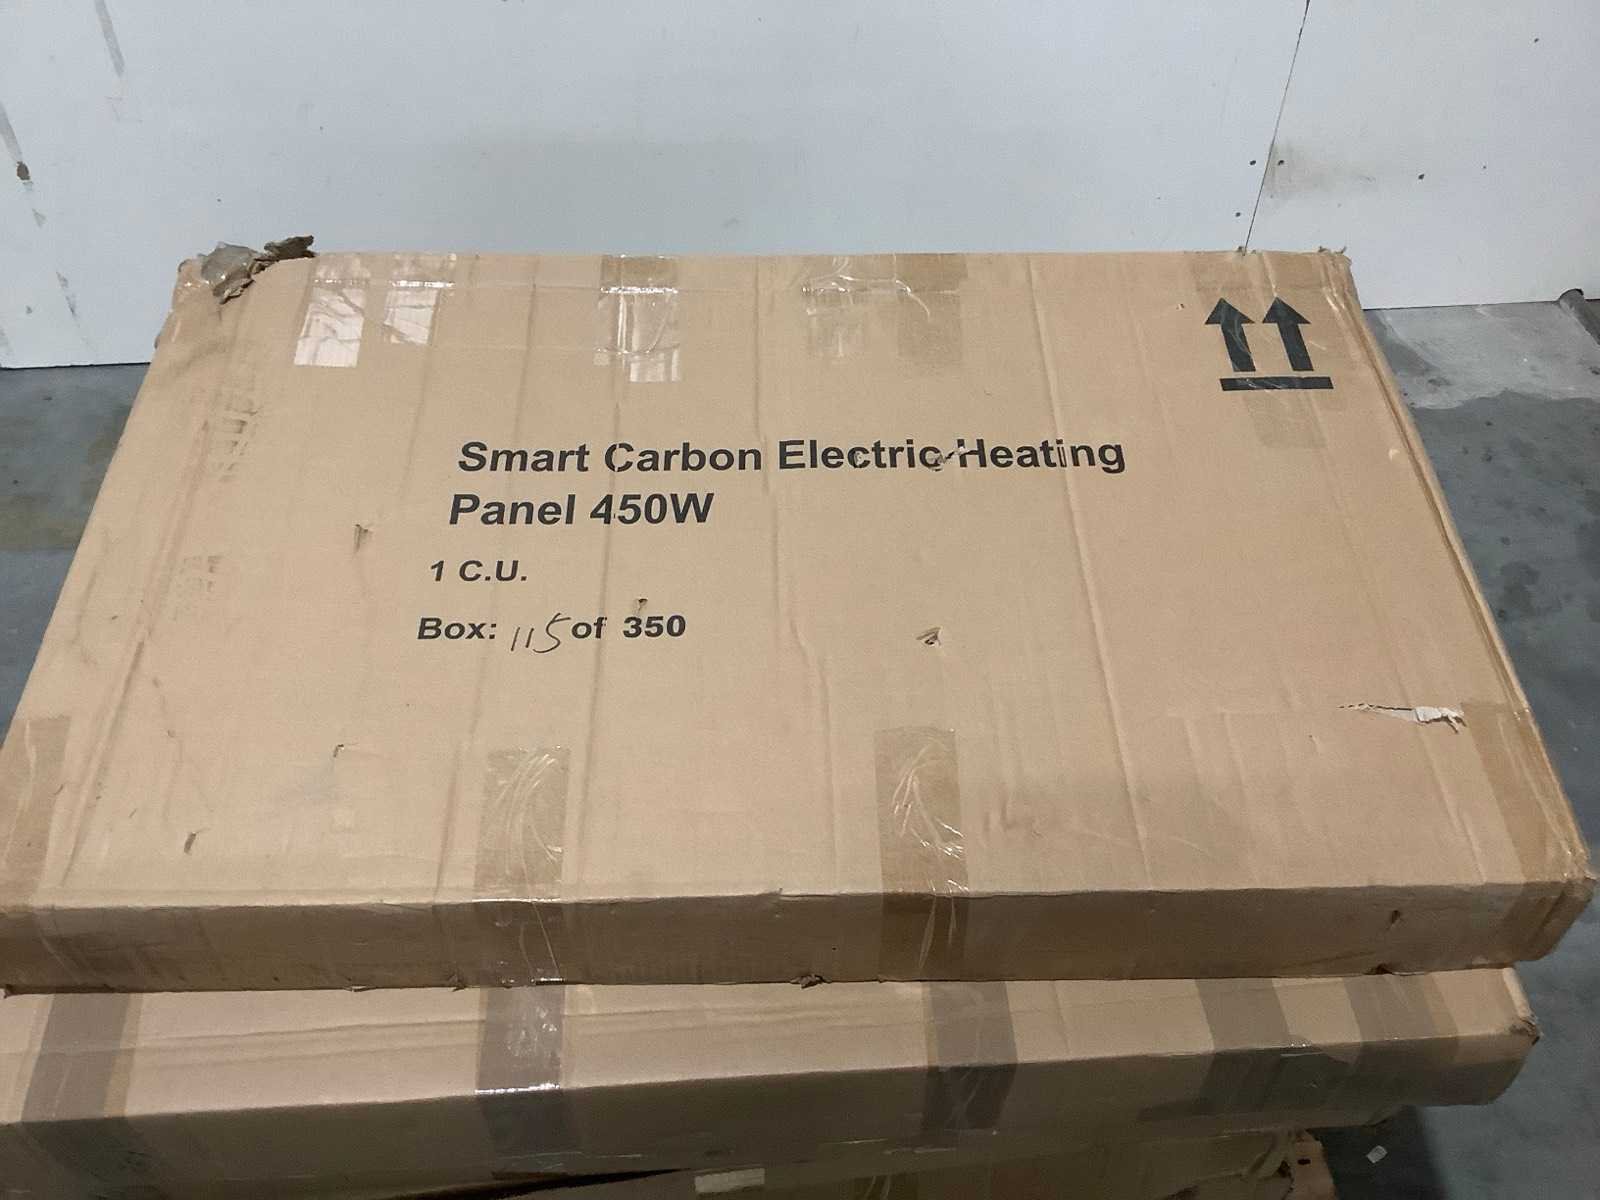 Smart Carbon Electric Heating
Panel 450W
1 C.U.
Box: 115 of 350